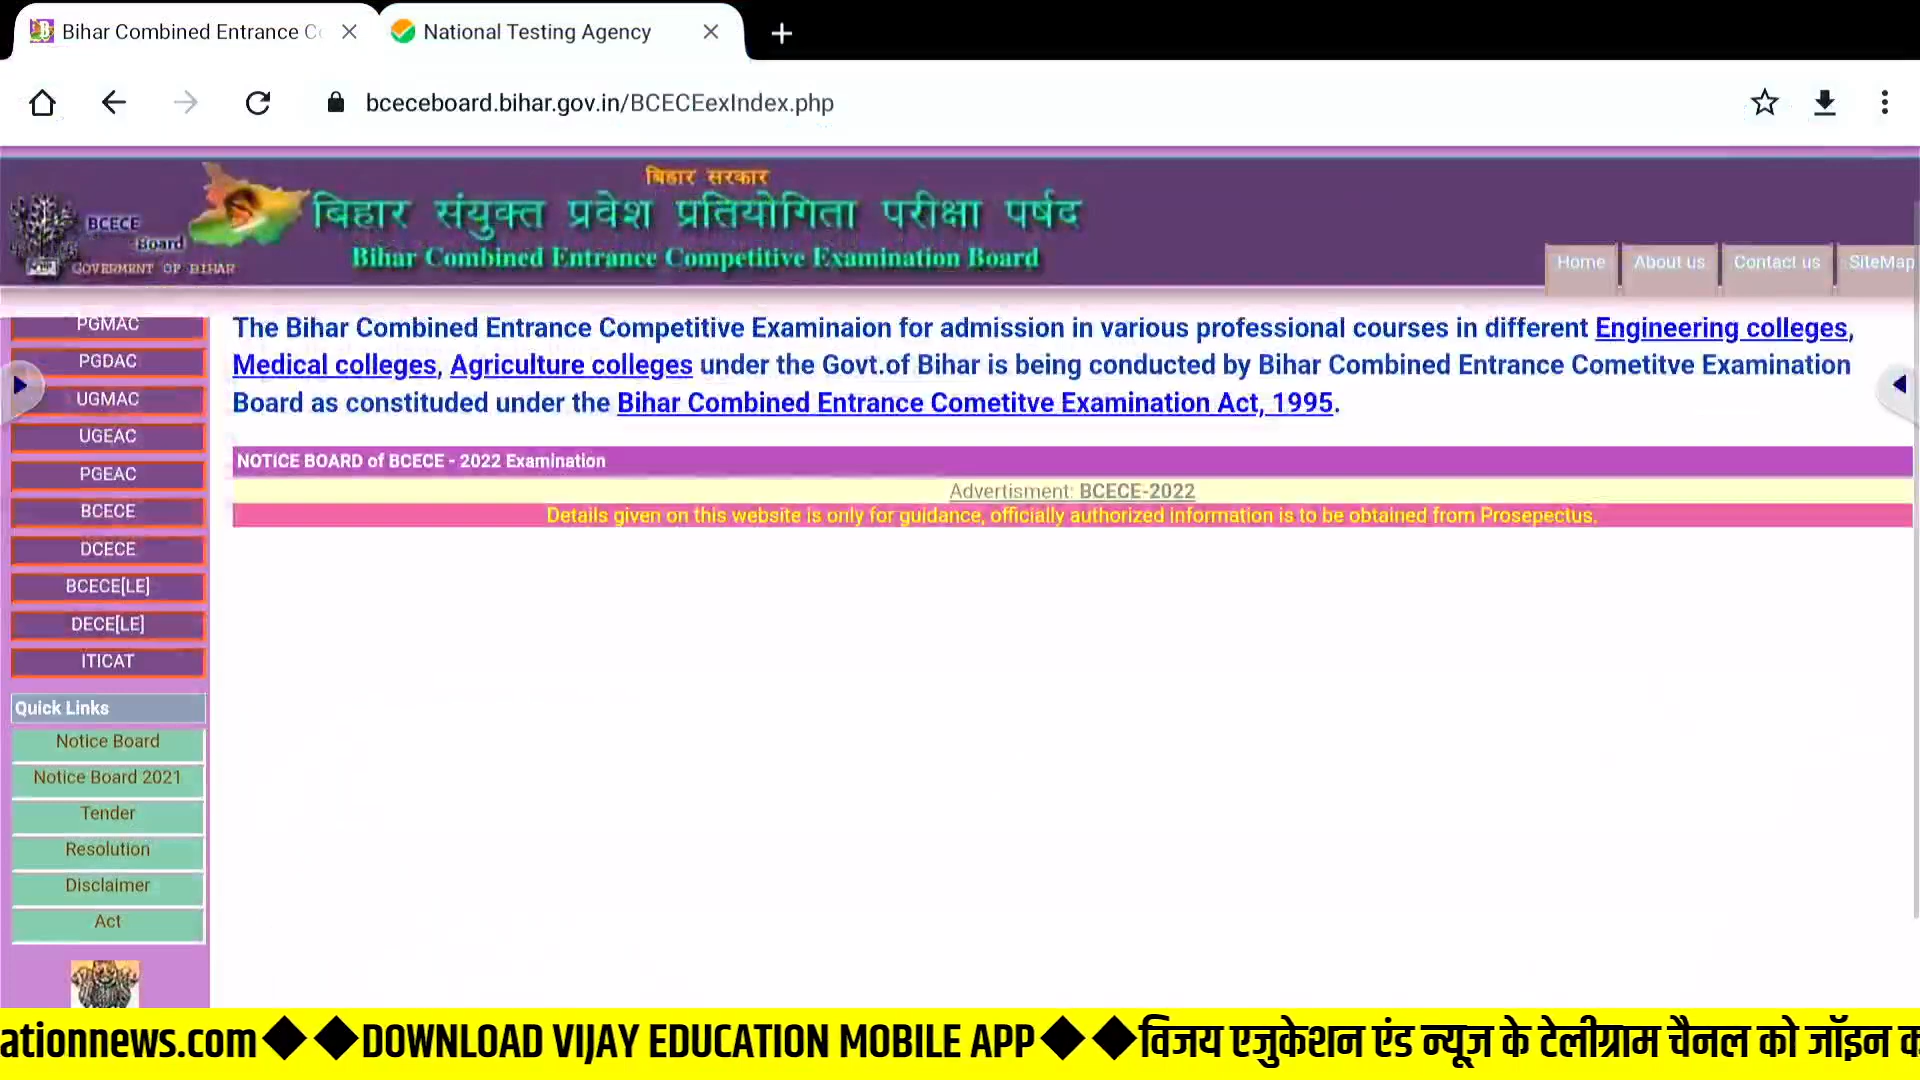 Bihar Combined Entrance Co
National Testing Agency
bceceboard.bihar.gov.in/BCECEexIndex.php
बिहार सरकार
बिहार संयुक्त प्रवेश प्रतियोगिता परीक्षा पर्षद
Bihar Combined Entrance Competitive Examination Board
BCECE
Board
GOVERMENT OF BIHAR
Home
About us
Contact us
SiteMap
PGMAC
PGDAC
UGMAC
UGEAC
PGEAC
BCECE
DCECE
BCECE[LE]
DECE[LE]
ITICAT
Quick Links
Notice Board
Notice Board 2021
Tender
Resolution
Disclaimer
Act
The Bihar Combined Entrance Competitive Examinaion for admission in various professional courses in different Engineering colleges,
Medical colleges, Agriculture colleges under the Govt.of Bihar is being conducted by Bihar Combined Entrance Cometitve Examination
Board as constituded under the Bihar Combined Entrance Cometitve Examination Act, 1995.
NOTICE BOARD of BCECE - 2022 Examination
Advertisment: BCECE-2022
Details given on this website is only for guidance, officially authorized information is to be obtained from Prosepectus.
ationnews.com◆◆DOWNLOAD VIJAY EDUCATION MOBILE APP◆◆विजय एजुकेशन एंड न्यूज के टेलीग्राम चैनल को जॉइन